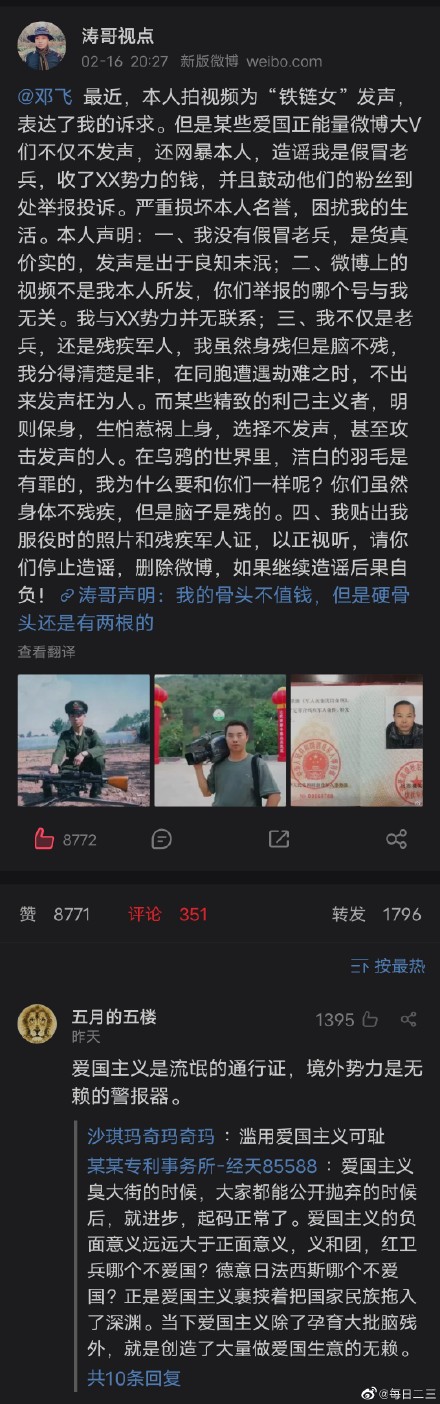 涛哥视点
02-16 20:27 新版微博 weibo.com
@邓飞 最近，本人拍视频为“铁链女”发声，
表达了我的诉求。但是某些爱国正能量微博大V
们不仅不发声，还网暴本人，造谣我是假冒老
兵，收了XX势力的钱，并且鼓动他们的粉丝到
处举报投诉。严重损坏本人名誉，困扰我的生
活。本人声明：一、我没有假冒老兵，是货真
价实的，发声是出于良知未泯；二、微博上的
视频不是我本人所发，你们举报的哪个号与我
无关。我与XX势力并无联系；三、我不仅是老
兵，还是残疾军人，我虽然身残但是脑不残，
我分得清楚是非，在同胞遭遇劫难之时，不出
来发声枉为人。而某些精致的利己主义者，明
则保身，生怕惹祸上身，选择不发声，甚至攻
击发声的人。在乌鸦的世界里，洁白的羽毛是
有罪的，我为什么要和你们一样呢？你们虽然
身体不残疾，但是脑子是残的。四、我贴出我
服役时的照片和残疾军人证，以正视听，请你
们停止造谣，删除微博，如果继续造谣后果自
负！ 涛哥声明：我的骨头不值钱，但是硬骨
头还是有两根的
查看翻译
8772
赞 8771 评论 351 转发 1796
按最热
五月的五楼
1395
昨天
爱国主义是流氓的通行证，境外势力是无
赖的警报器。
沙琪玛奇玛奇玛：滥用爱国主义可耻
某某专利事务所-经天85588：爱国主义
臭大街的时候，大家都能公开抛弃的时候
后，就进步，起码正常了。爱国主义的负
面意义远远大于正面意义，义和团，红卫
兵哪个不爱国？德意日法西斯哪个不爱
国？正是爱国主义裹挟着把国家民族拖入
了深渊。当下爱国主义除了孕育大批脑残
外，就是创造了大量做爱国生意的无赖。
共10条回复
@每日二三